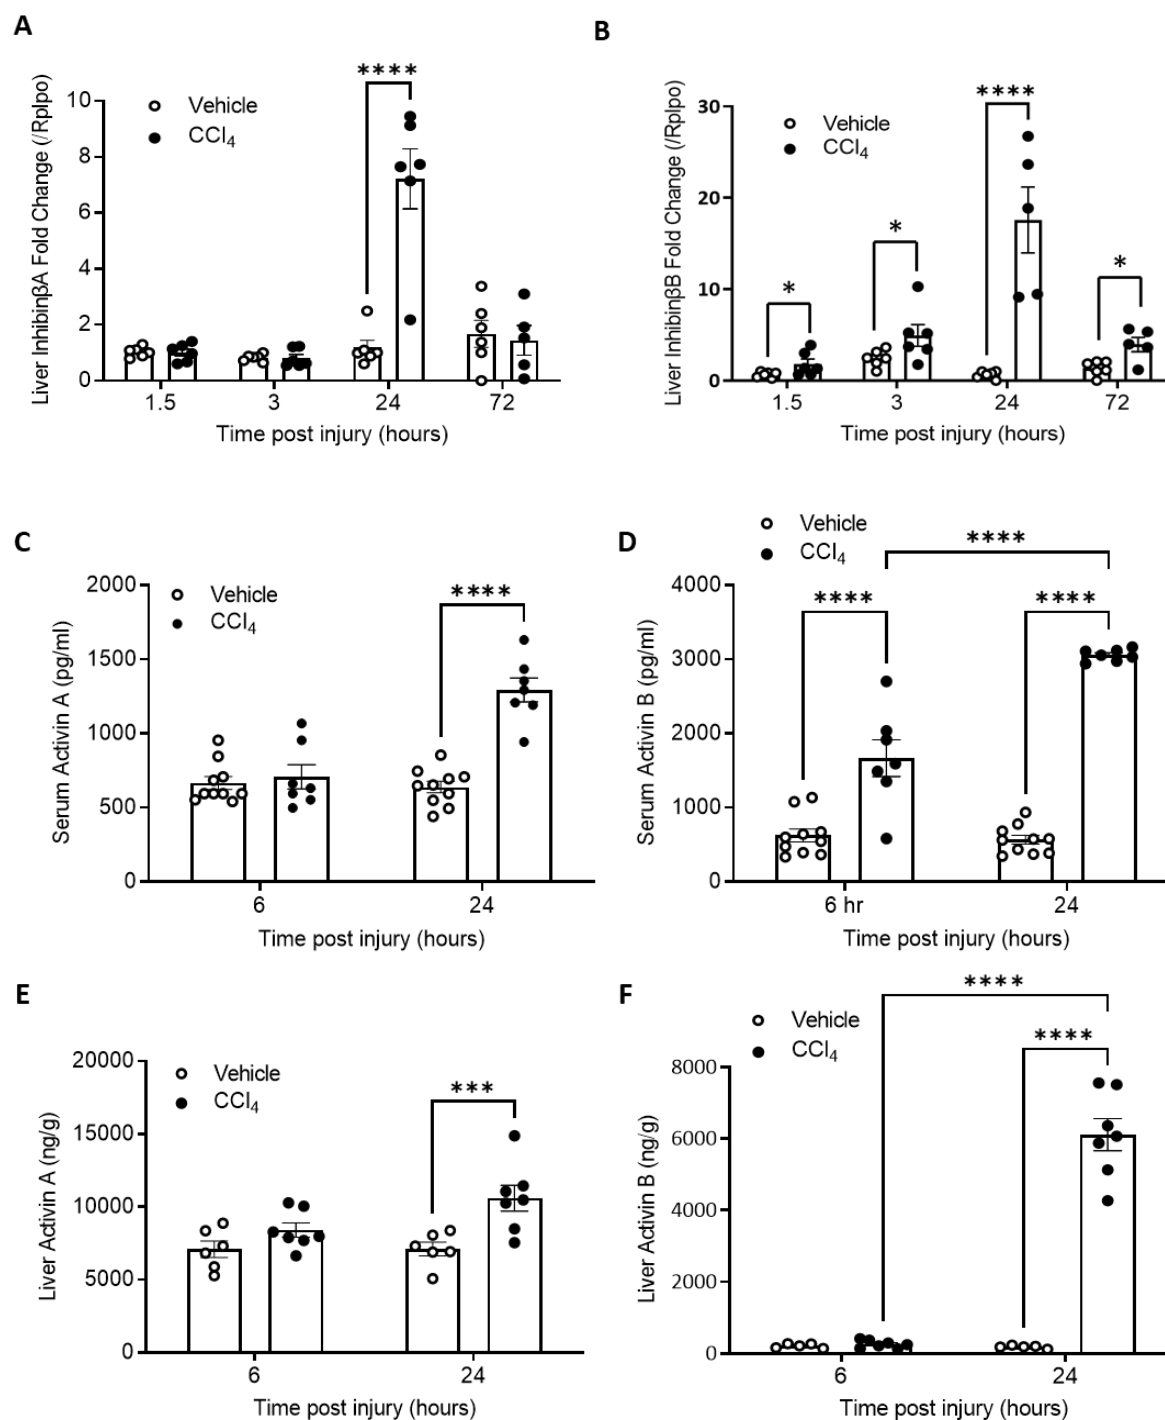 A
****
Liver InhibinβA Fold Change (/Rplpo)
10
8
6
4
2
0
Vehicle
CCl₄
1.5
3
24
72
Time post injury (hours)
B
****
*
*
*
Liver InhibinβB Fold Change (/Rplpo)
30
20
10
0
Vehicle
CCl₄
1.5
3
24
72
Time post injury (hours)
C
****
Serum Activin A (pg/ml)
2000
1500
1000
500
0
Vehicle
CCl₄
6
24
Time post injury (hours)
D
Vehicle
CCl₄
****
****
****
Serum Activin B (pg/ml)
4000
3000
2000
1000
0
6 hr
24
Time post injury (hours)
E
***
Liver Activin A (ng/g)
20000
15000
10000
5000
0
Vehicle
CCl₄
6
24
Time post injury (hours)
F
****
****
Vehicle
CCl₄
Liver Activin B (ng/g)
8000
6000
4000
2000
0
6
24
Time post injury (hours)